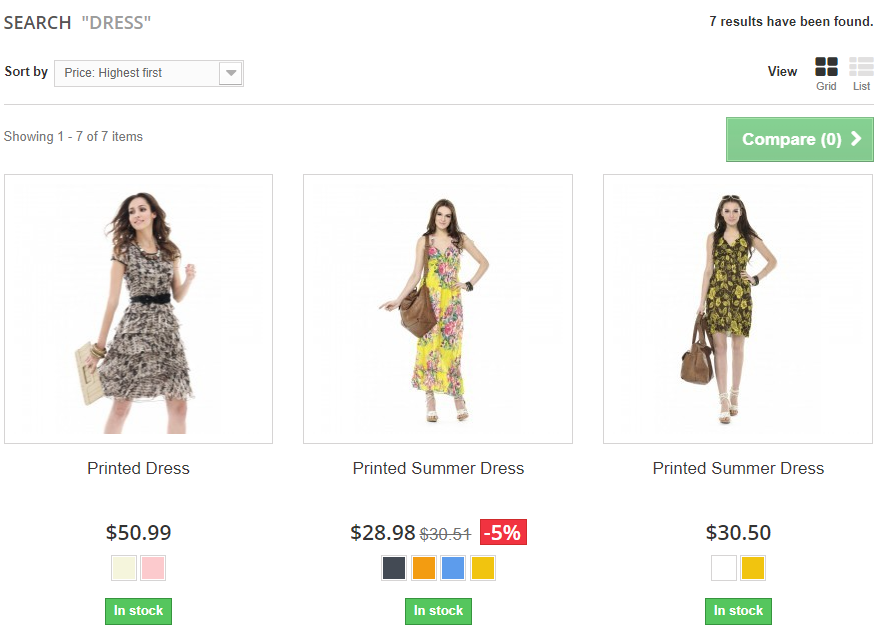 SEARCH "DRESS"
7 results have been found.
Sort by
Price: Highest first
View
Grid
List
Showing 1 - 7 of 7 items
Compare (0)
Printed Dress
Printed Summer Dress
Printed Summer Dress
$50.99
$28.98 $30.51 -5%
$30.50
In stock
In stock
In stock